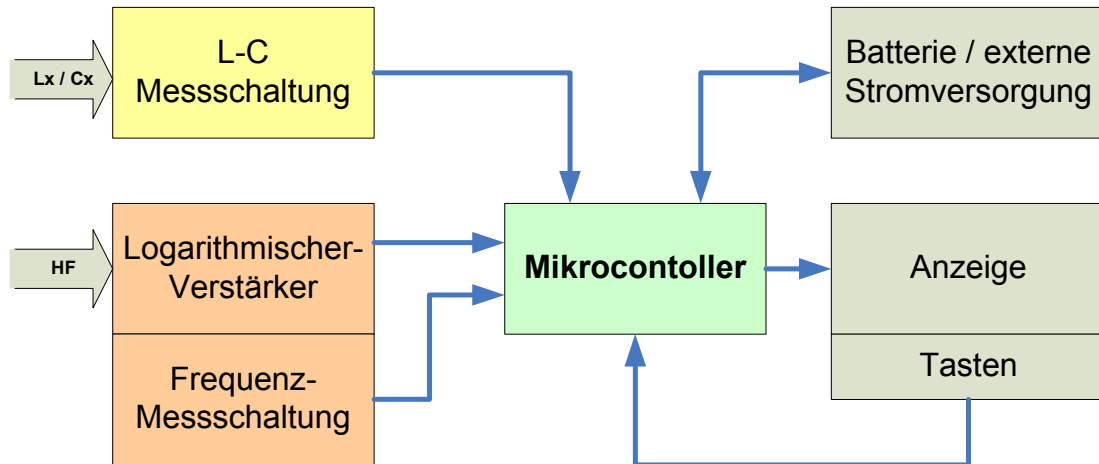 Lx / Cx
L-C
Messschaltung
Batterie / externe
Stromversorgung
HF
Logarithmischer-
Verstärker
Mikrocontoller
Anzeige
Frequenz-
Messschaltung
Tasten